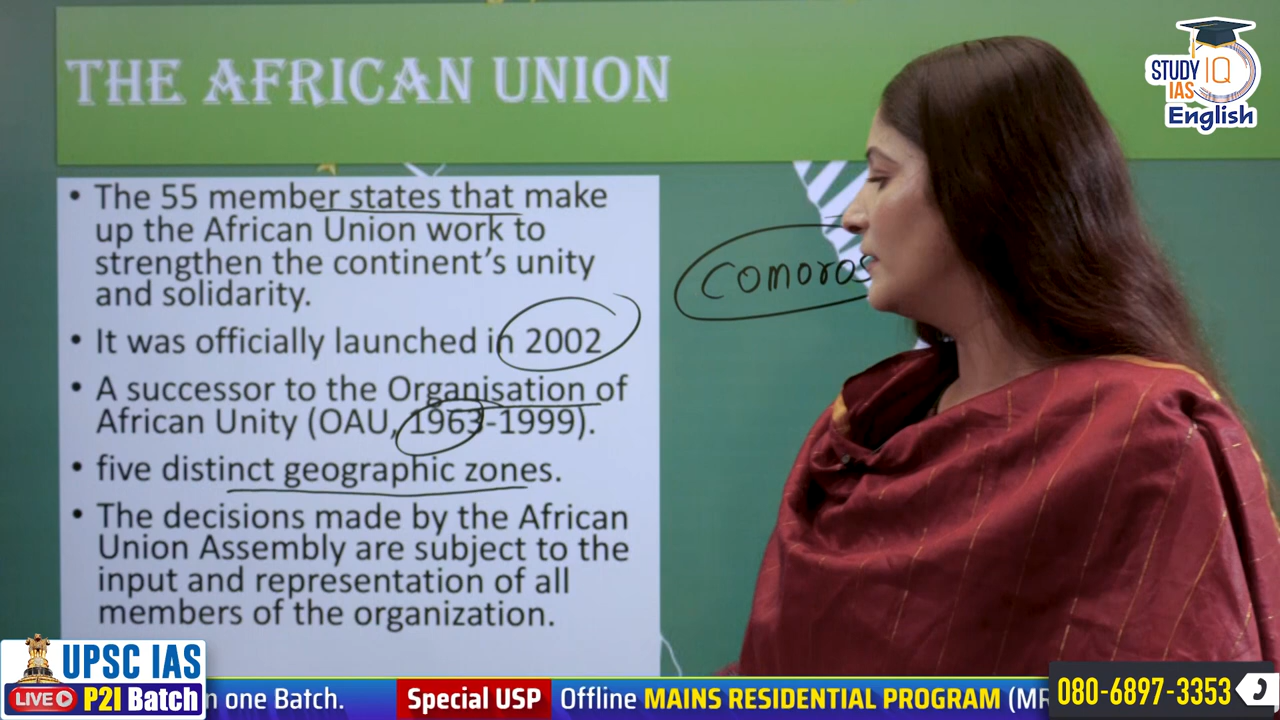 THE AFRICAN UNION
STUDY IQ
IAS
English
• The 55 member states that make
up the African Union work to
strengthen the continent's unity
and solidarity.
• It was officially launched in 2002
• A successor to the Organisation of
African Unity (OAU, 1963-1999).
• five distinct geographic zones.
• The decisions made by the African
Union Assembly are subject to the
input and representation of all
members of the organization.
Comoros
UPSC IAS
LIVE P2I Batch
n one Batch. Special USP Offline MAINS RESIDENTIAL PROGRAM (MR
080-6897-3353